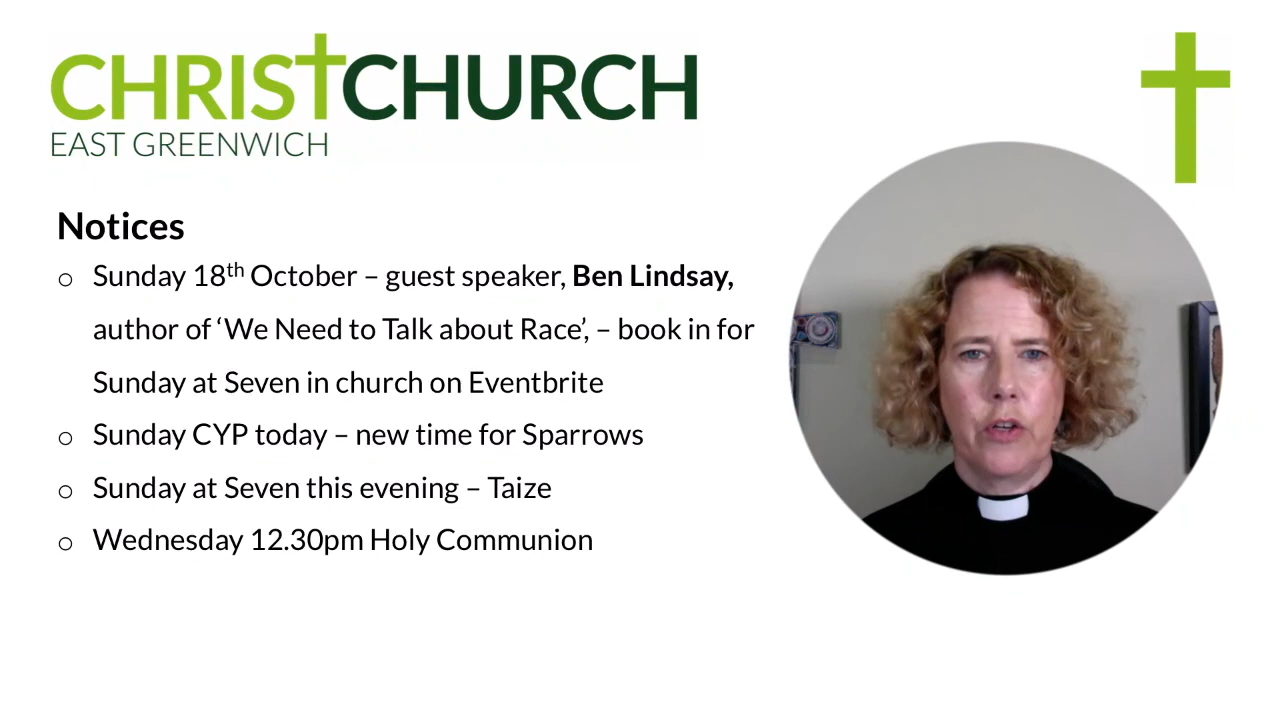 CHRISTCHURCH
EAST GREENWICH
Notices
○ Sunday 18th October – guest speaker, Ben Lindsay,
author of ‘We Need to Talk about Race’, – book in for
Sunday at Seven in church on Eventbrite
○ Sunday CYP today – new time for Sparrows
○ Sunday at Seven this evening – Taize
○ Wednesday 12.30pm Holy Communion